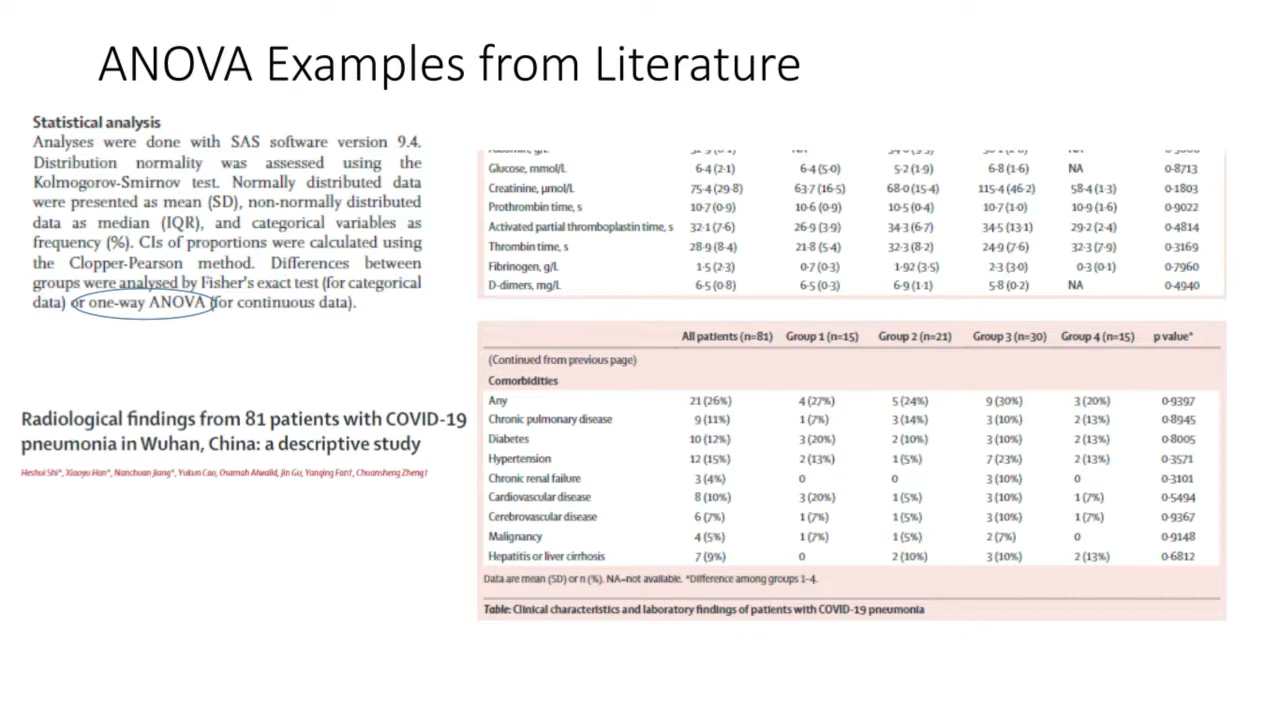 ANOVA Examples from Literature
Statistical analysis
Analyses were done with SAS software version 9.4.
Distribution normality was assessed using the
Kolmogorov-Smirnov test. Normally distributed data
were presented as mean (SD), non-normally distributed
data as median (IQR), and categorical variables as
frequency (%). CIs of proportions were calculated using
the Clopper-Pearson method. Differences between
groups were analysed by Fisher's exact test (for categorical
data) or one-way ANOVA (for continuous data).
Radiological findings from 81 patients with COVID-19
pneumonia in Wuhan, China: a descriptive study
Heshui Shi*, Xiaoyu Han*, Nanchuan Jiang*, Yukun Cao, Osamah Alwalid, Jin Gu, Yanqing Fan†, Chuansheng Zheng†
Glucose, mmol/L 6·4 (2·1) 6·4 (5·0) 5·2 (1·9) 6·8 (1·6) NA 0·8713
Creatinine, μmol/L 75·4 (29·8) 63·7 (16·5) 68·0 (15·4) 115·4 (46·2) 58·4 (1·3) 0·1803
Prothrombin time, s 10·7 (0·9) 10·6 (0·9) 10·5 (0·4) 10·7 (1·0) 10·9 (1·6) 0·9022
Activated partial thromboplastin time, s 32·1 (7·6) 26·9 (3·9) 34·3 (6·7) 34·5 (13·1) 29·2 (2·4) 0·4814
Thrombin time, s 28·9 (8·4) 21·8 (5·4) 32·3 (8·2) 24·9 (7·6) 32·3 (7·9) 0·3169
Fibrinogen, g/L 1·5 (2·3) 0·7 (0·3) 1·92 (3·5) 2·3 (3·0) 0·3 (0·1) 0·7960
D-dimers, mg/L 6·5 (0·8) 6·5 (0·3) 6·9 (1·1) 5·8 (0·2) NA 0·4940
All patients (n=81) Group 1 (n=15) Group 2 (n=21) Group 3 (n=30) Group 4 (n=15) p value*
(Continued from previous page)
Comorbidities
Any 21 (26%) 4 (27%) 5 (24%) 9 (30%) 3 (20%) 0·9397
Chronic pulmonary disease 9 (11%) 1 (7%) 3 (14%) 3 (10%) 2 (13%) 0·8945
Diabetes 10 (12%) 3 (20%) 2 (10%) 3 (10%) 2 (13%) 0·8005
Hypertension 12 (15%) 2 (13%) 1 (5%) 7 (23%) 2 (13%) 0·3571
Chronic renal failure 3 (4%) 0 0 3 (10%) 0 0·3101
Cardiovascular disease 8 (10%) 3 (20%) 1 (5%) 3 (10%) 1 (7%) 0·5494
Cerebrovascular disease 6 (7%) 1 (7%) 1 (5%) 3 (10%) 1 (7%) 0·9367
Malignancy 4 (5%) 1 (7%) 1 (5%) 2 (7%) 0 0·9148
Hepatitis or liver cirrhosis 7 (9%) 0 2 (10%) 3 (10%) 2 (13%) 0·6812
Data are mean (SD) or n (%). NA=not available. *Difference among groups 1–4.
Table: Clinical characteristics and laboratory findings of patients with COVID-19 pneumonia